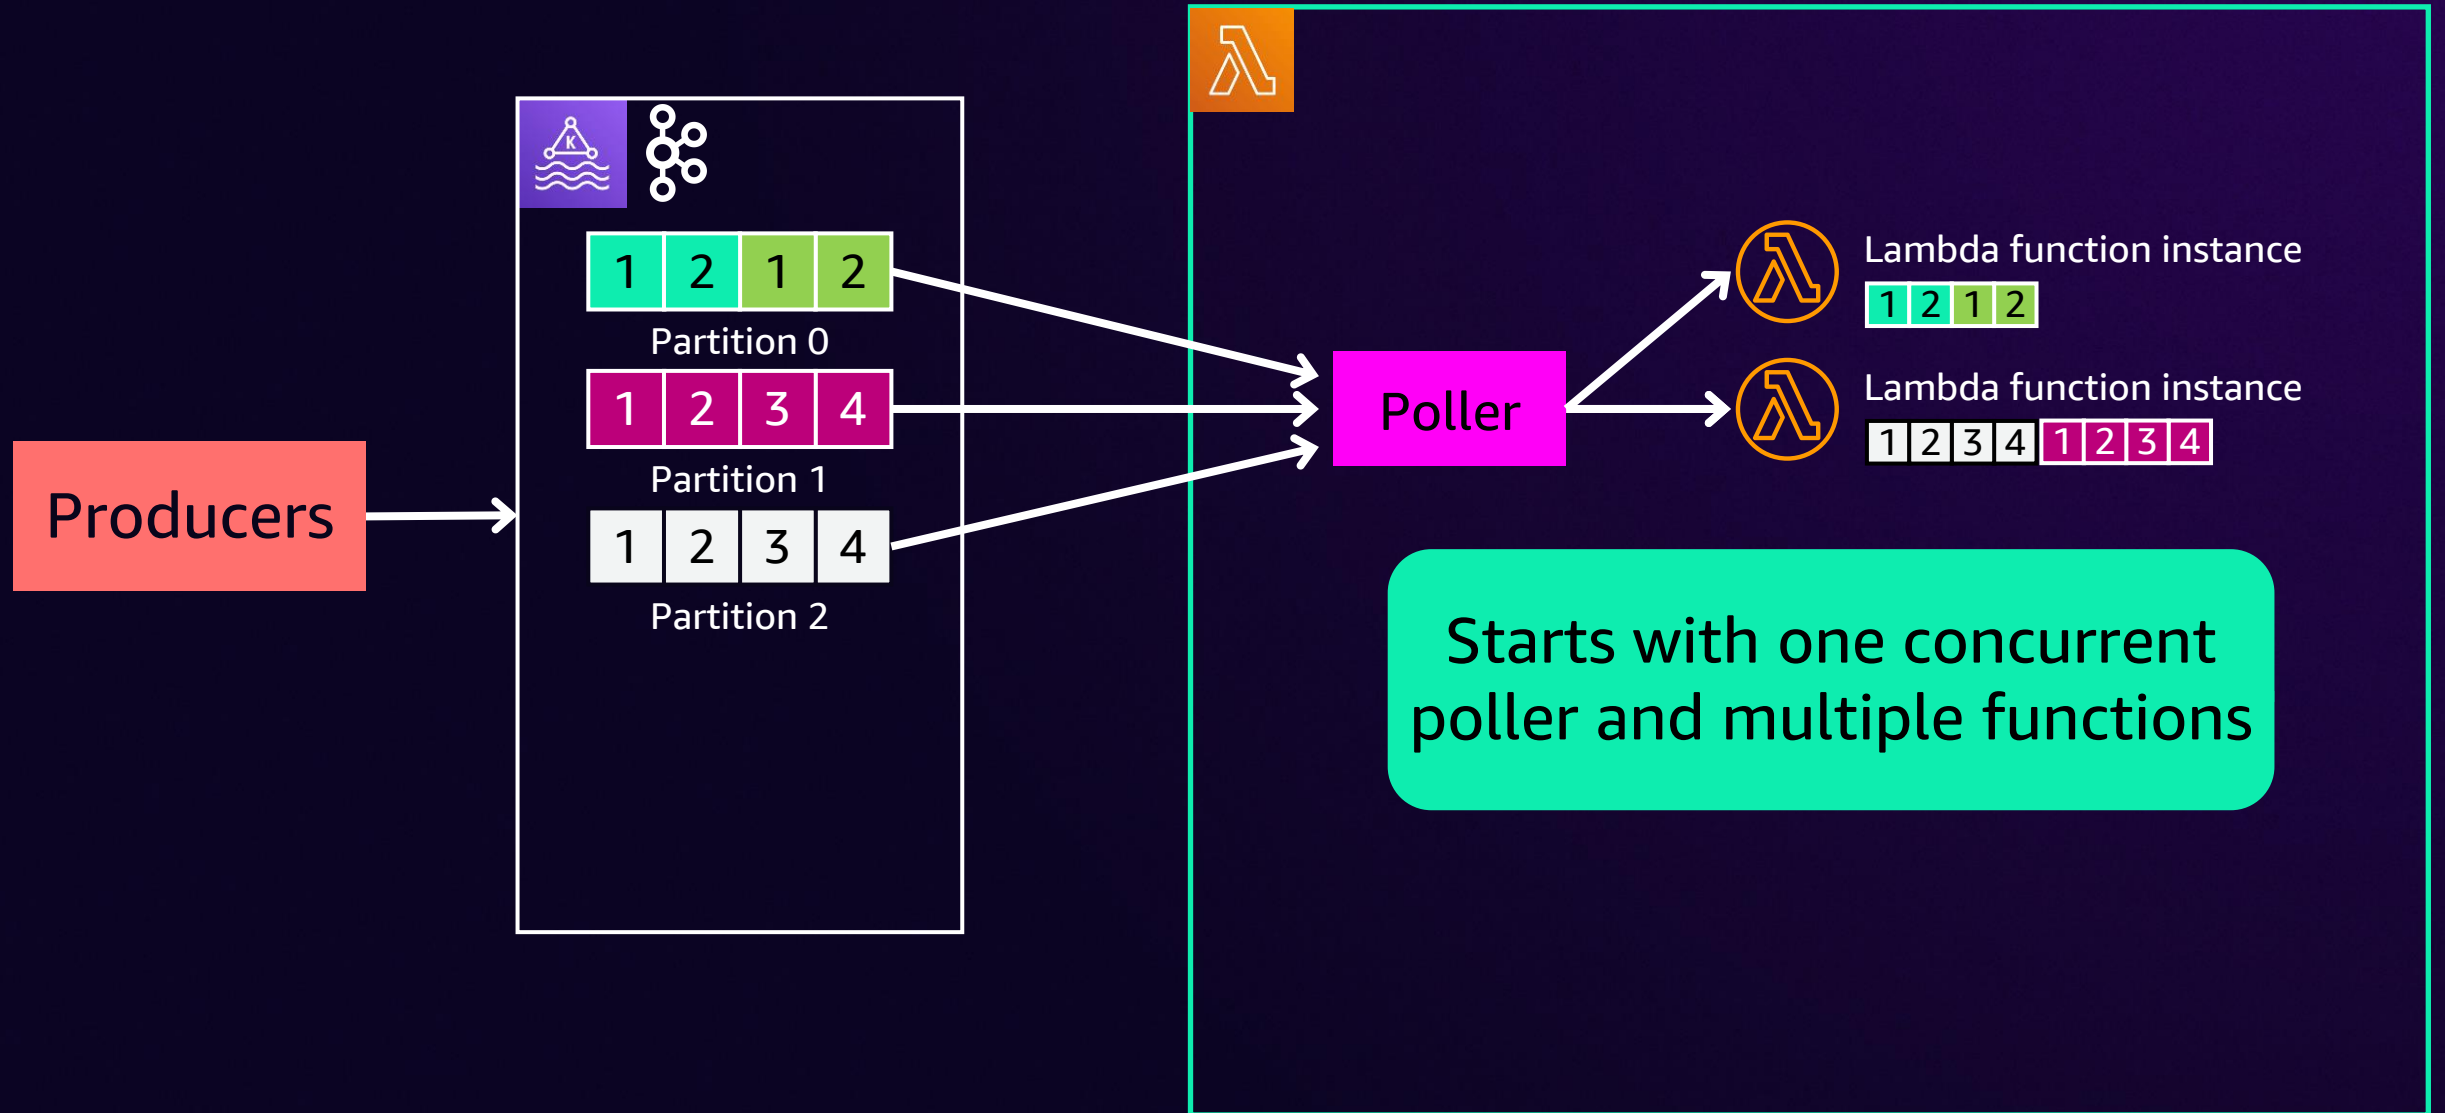 K
1 2 1 2
Partition 0
1 2 3 4
Partition 1
1 2 3 4
Partition 2
Producers
Poller
Lambda function instance
1 2 1 2
Lambda function instance
1 2 3 4 1 2 3 4
Starts with one concurrent
poller and multiple functions